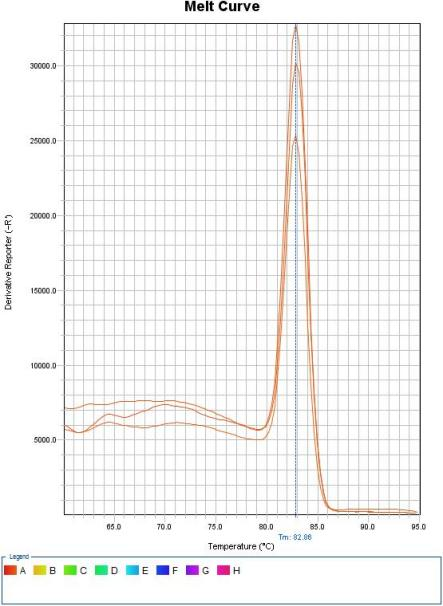 Melt Curve
30000.0
25000.0
20000.0
15000.0
10000.0
5000.0
Derivative Reporter (-R')
65.0 70.0 75.0 80.0 85.0 90.0 95.0
Tm: 82.86
Temperature (°C)
Legend
A B C D E F G H